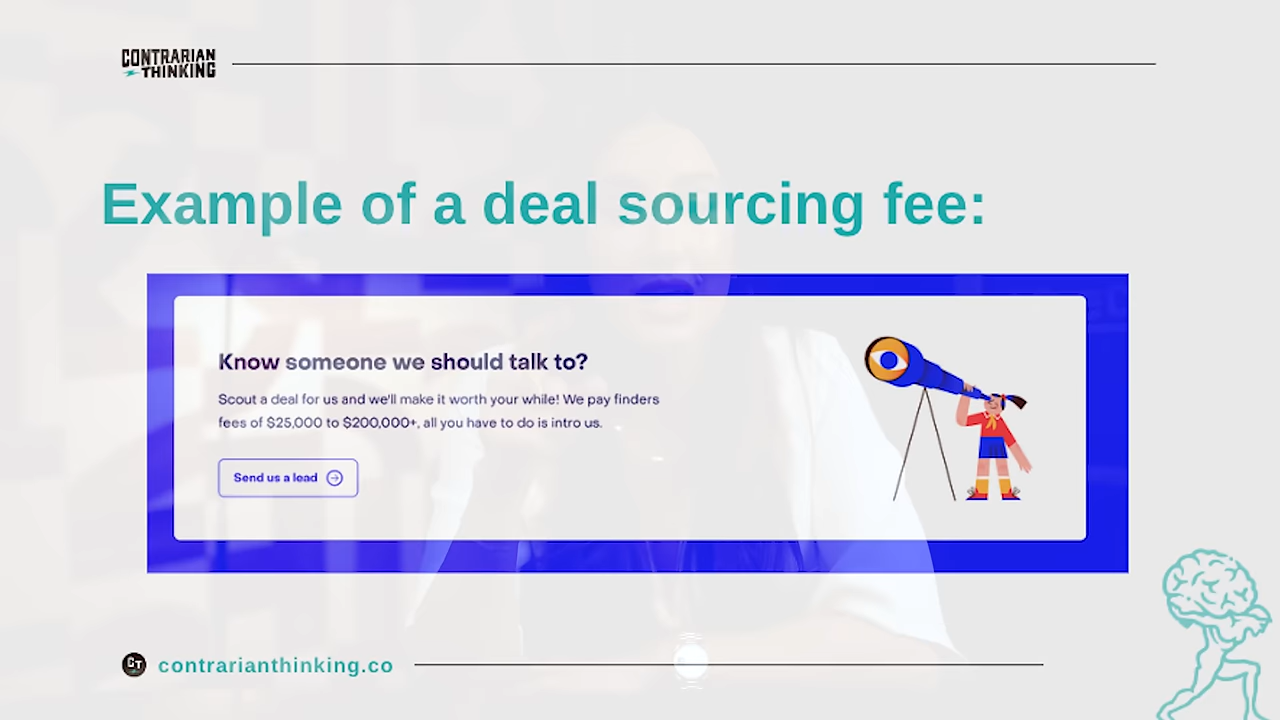 CONTRARIAN
THINKING
Example of a deal sourcing fee:
Know someone we should talk to?
Scout a deal for us and we'll make it worth your while! We pay finders
fees of $25,000 to $200,000+, all you have to do is intro us.
Send us a lead
CT contrarianthinking.co